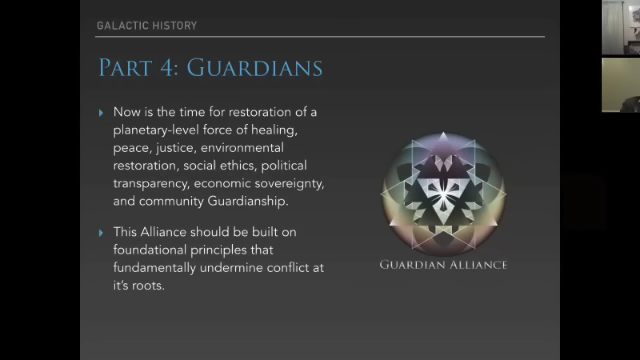 GALACTIC HISTORY
PART 4: GUARDIANS
Now is the time for restoration of a
planetary-level force of healing,
peace, justice, environmental
restoration, social ethics, political
transparency, economic sovereignty,
and community Guardianship.
This Alliance should be built on
foundational principles that
fundamentally undermine conflict at
it's roots.
GUARDIAN ALLIANCE